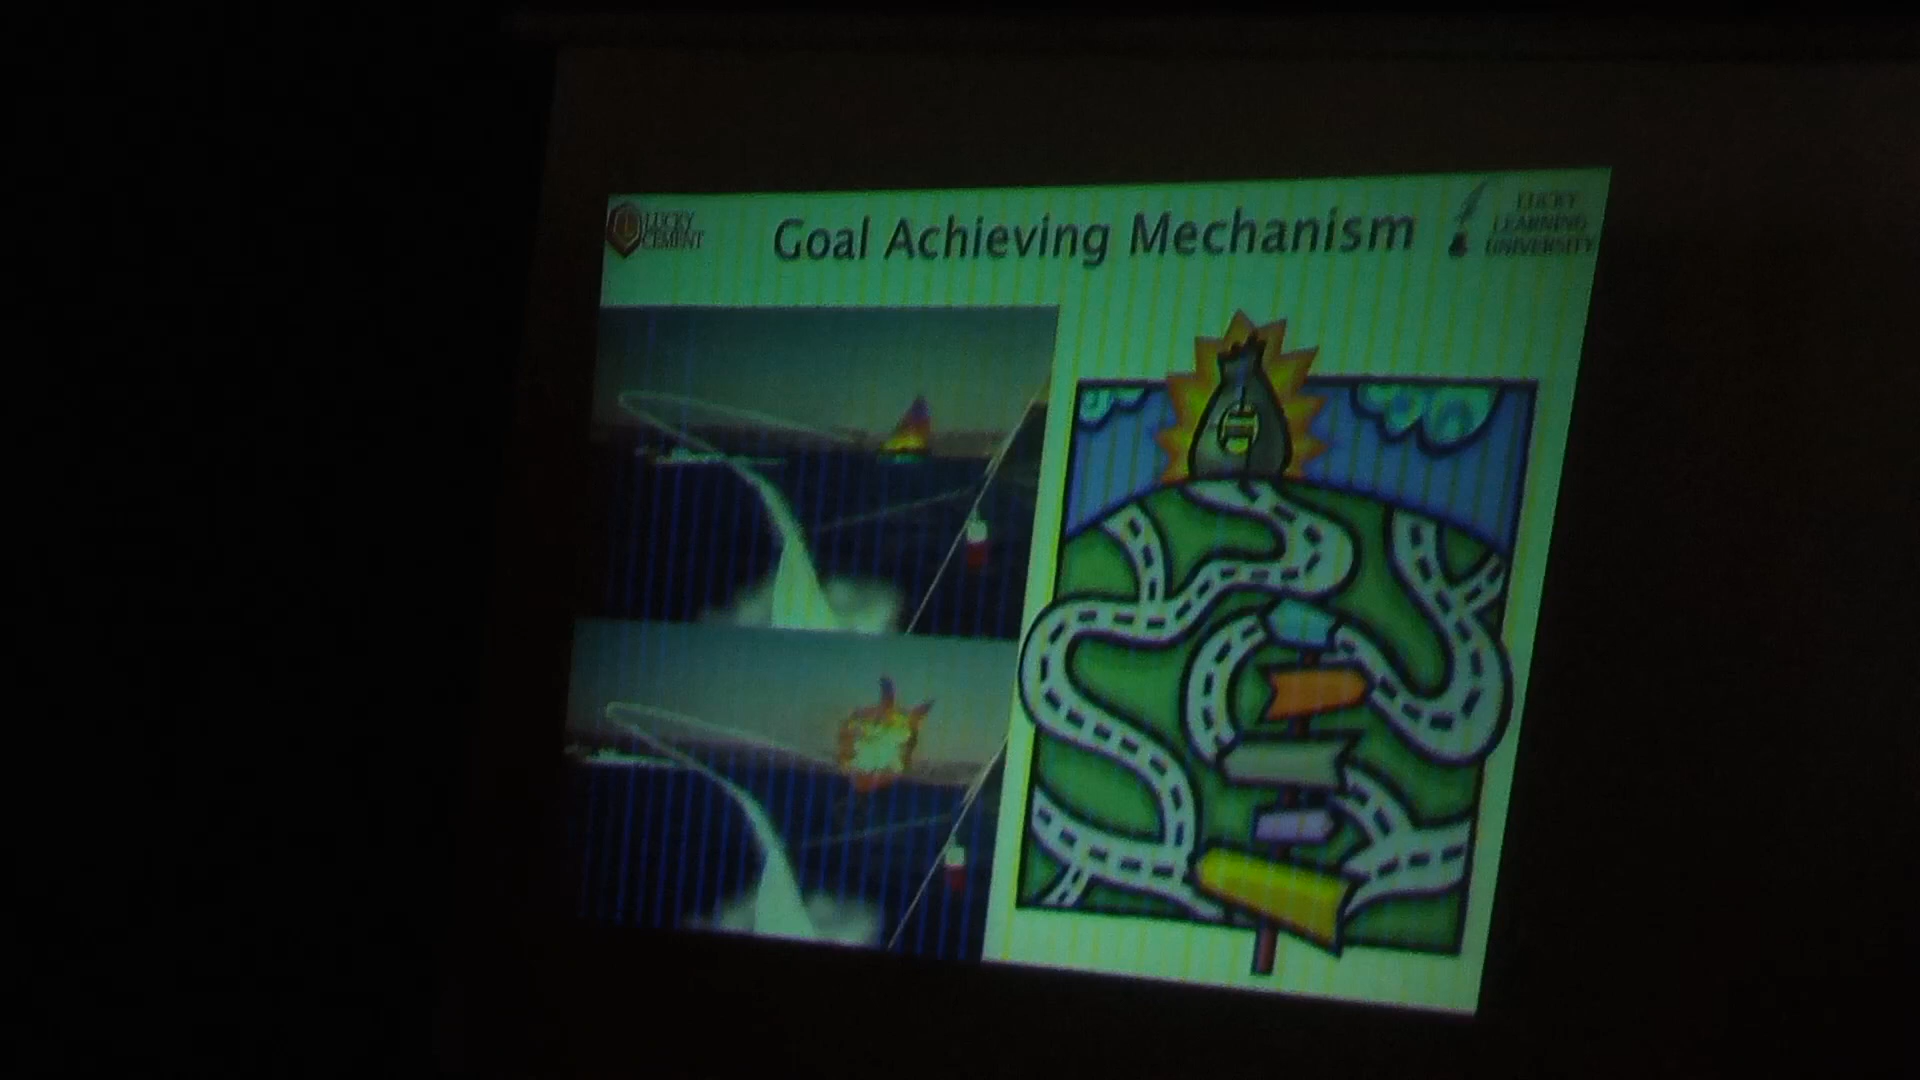 LUCKY
CEMENT
Goal Achieving Mechanism
LUCKY
LEARNING
UNIVERSITY